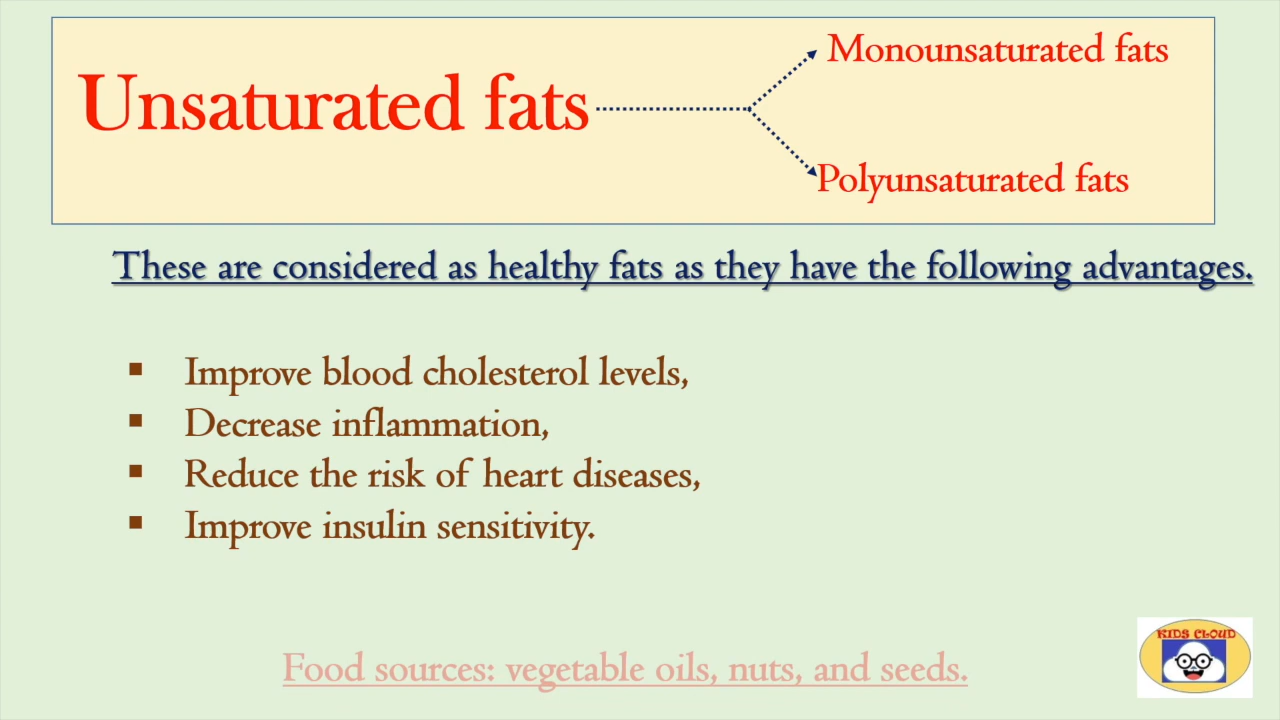 Unsaturated fats
Monounsaturated fats
Polyunsaturated fats
These are considered as healthy fats as they have the following advantages.
▪ Improve blood cholesterol levels,
▪ Decrease inflammation,
▪ Reduce the risk of heart diseases,
▪ Improve insulin sensitivity.
Food sources: vegetable oils, nuts, and seeds.
KIDS CLOUD